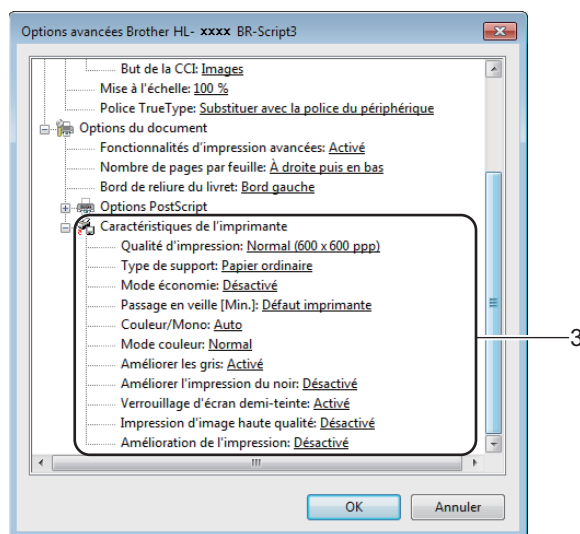 Options avancées Brother HL- xxxx BR-Script3
But de la CCI: Images
Mise à l'échelle: 100 %
Police TrueType: Substituer avec la police du périphérique
Options du document
Fonctionnalités d'impression avancées: Activé
Nombre de pages par feuille: À droite puis en bas
Bord de reliure du livret: Bord gauche
Options PostScript
Caractéristiques de l'imprimante
Qualité d'impression: Normal (600 x 600 ppp)
Type de support: Papier ordinaire
Mode économie: Désactivé
Passage en veille [Min.]: Défaut imprimante
Couleur/Mono: Auto
Mode couleur: Normal
Améliorer les gris: Activé
Améliorer l'impression du noir: Désactivé
Verrouillage d'écran demi-teinte: Activé
Impression d'image haute qualité: Désactivé
Amélioration de l'impression: Désactivé
3
OK
Annuler